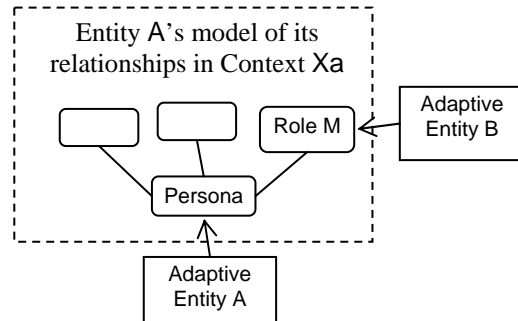 Entity A's model of its
relationships in Context Xa
Role M
Adaptive
Entity B
Persona
Adaptive
Entity A